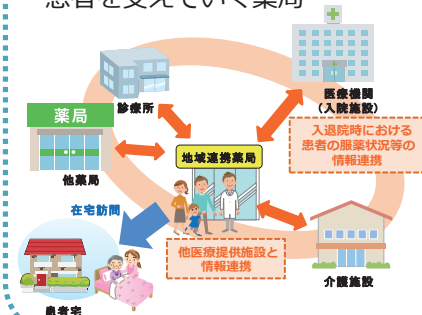 患者を支えていく薬局
診療所
医療機関
(入院施設)
薬局
他薬局
地域連携薬局
入退院時における
患者の服薬状況等の
情報連携
在宅訪問
他医療提供施設と
情報連携
介護施設
患者宅